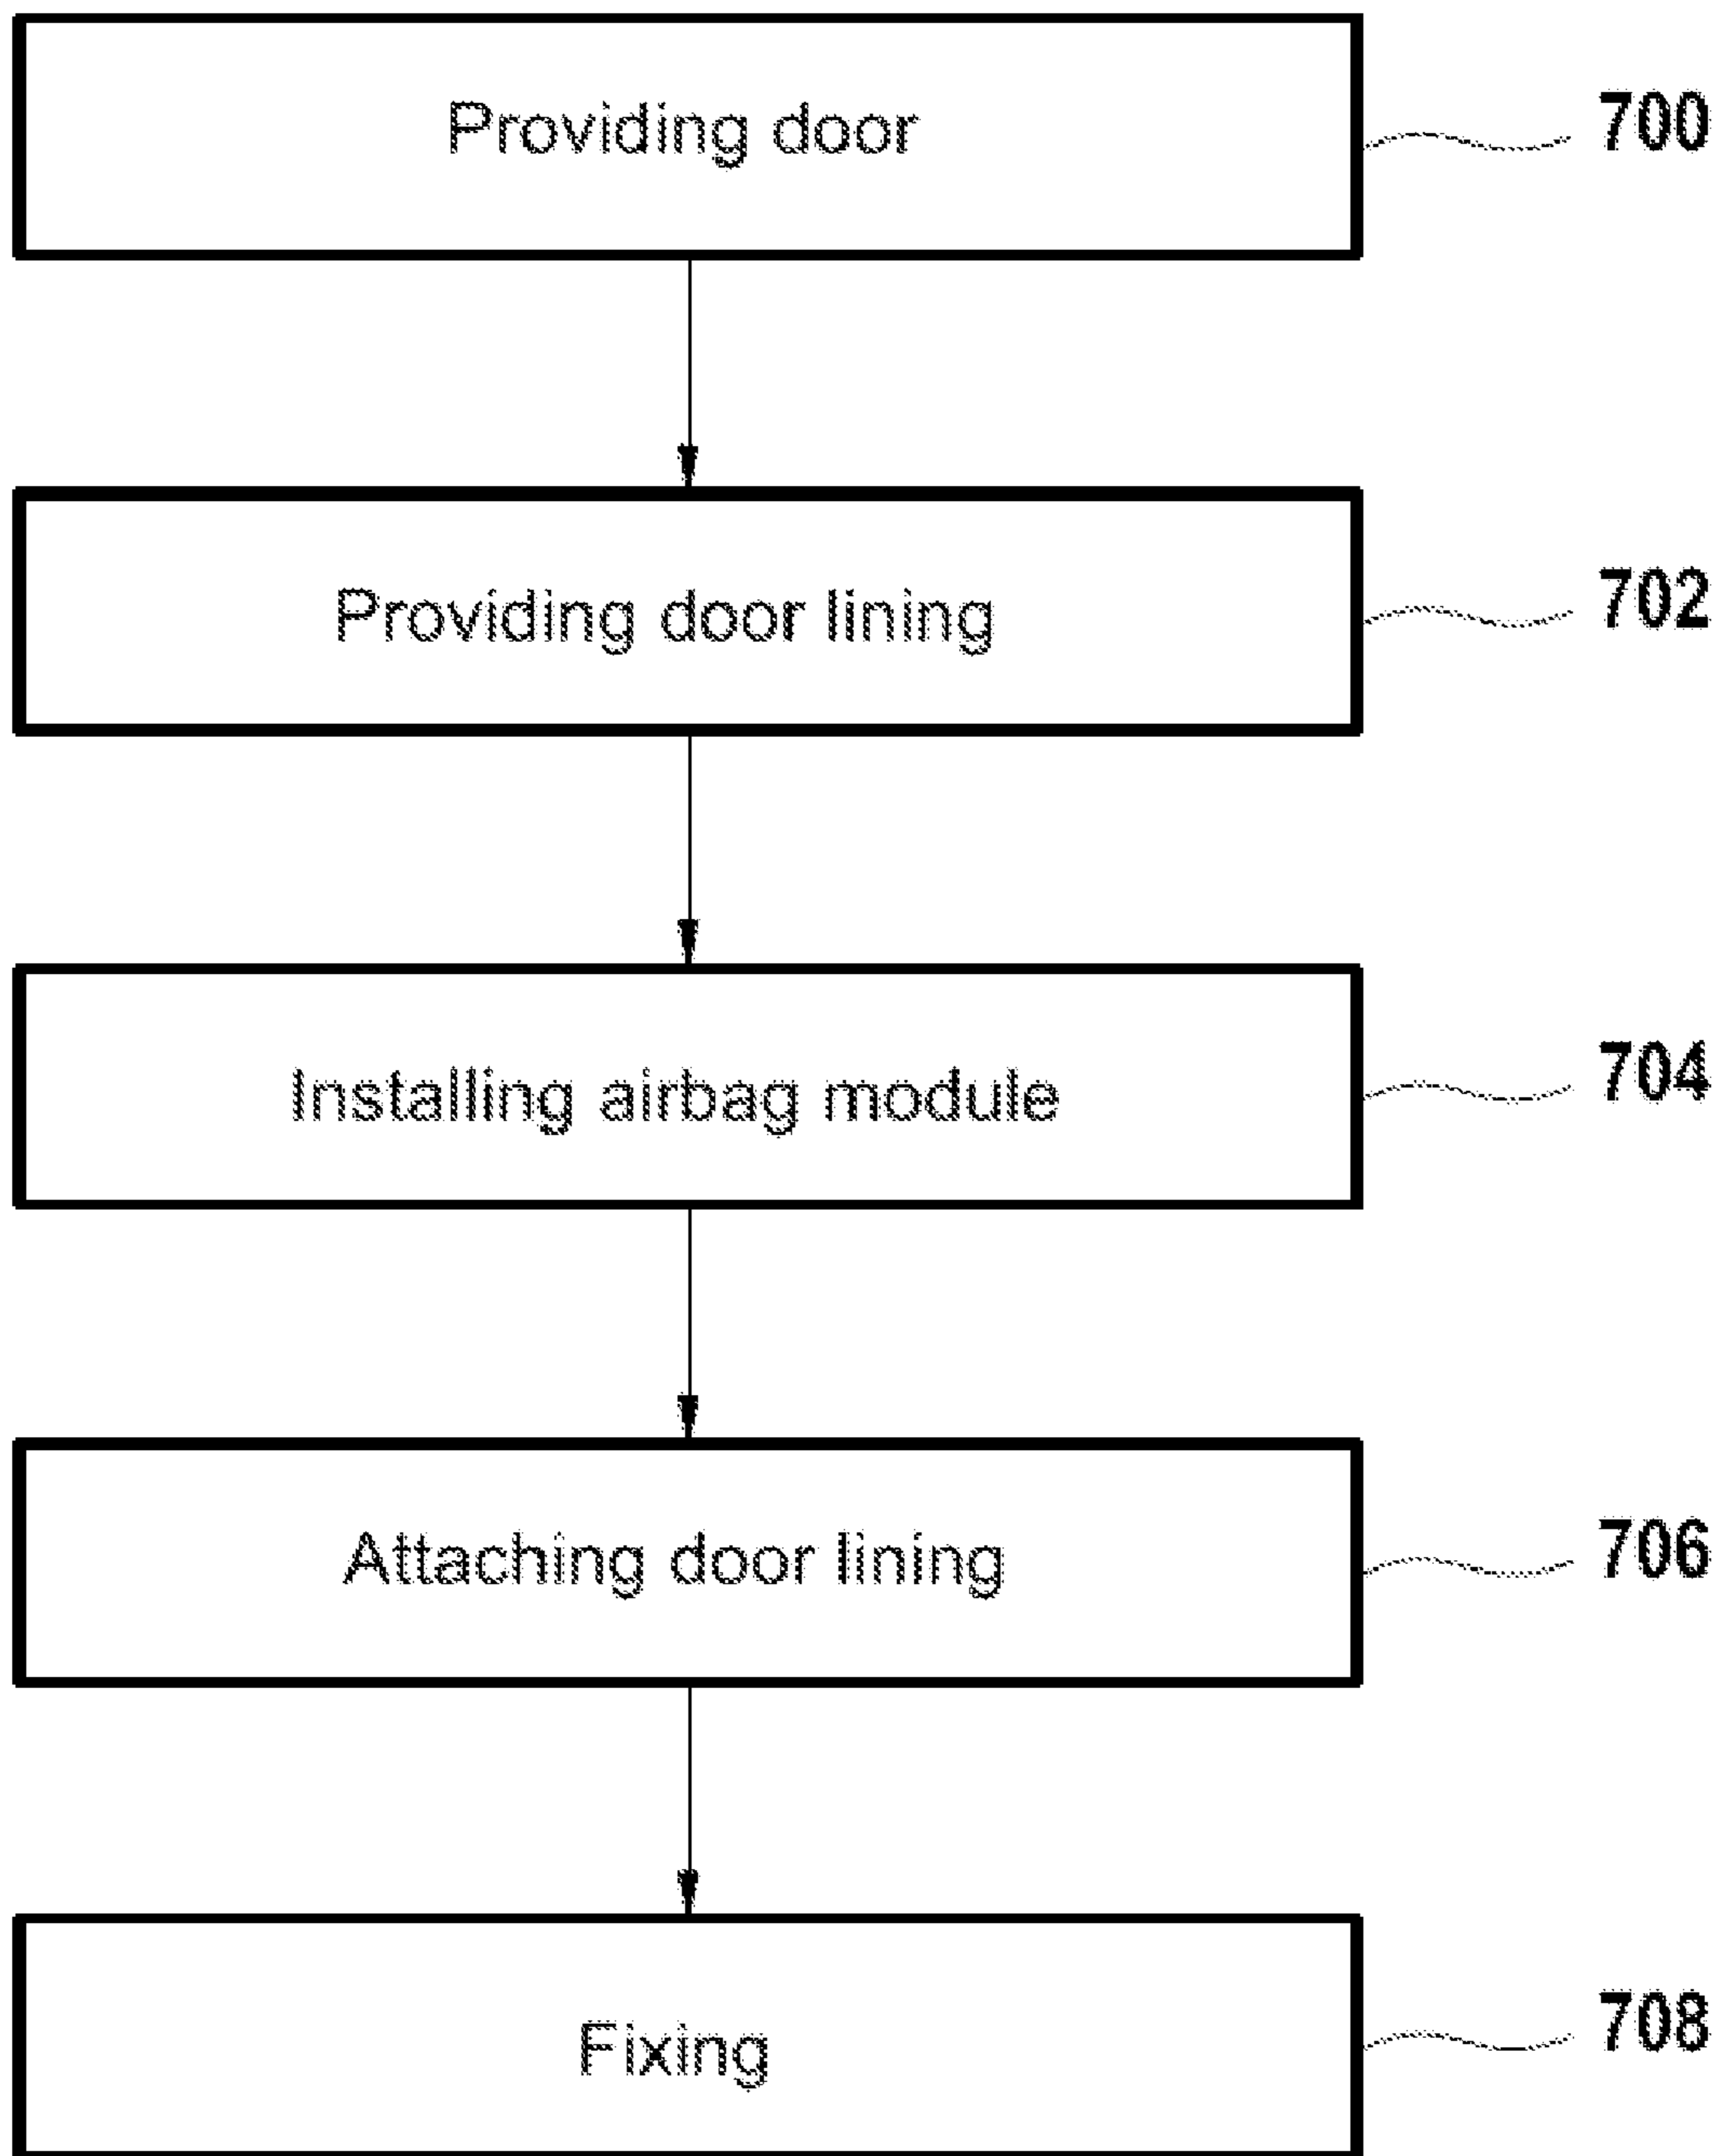 Providing door 700
Providing door lining 702
Installing airbag module 704
Attaching door lining 706
Fixing 708